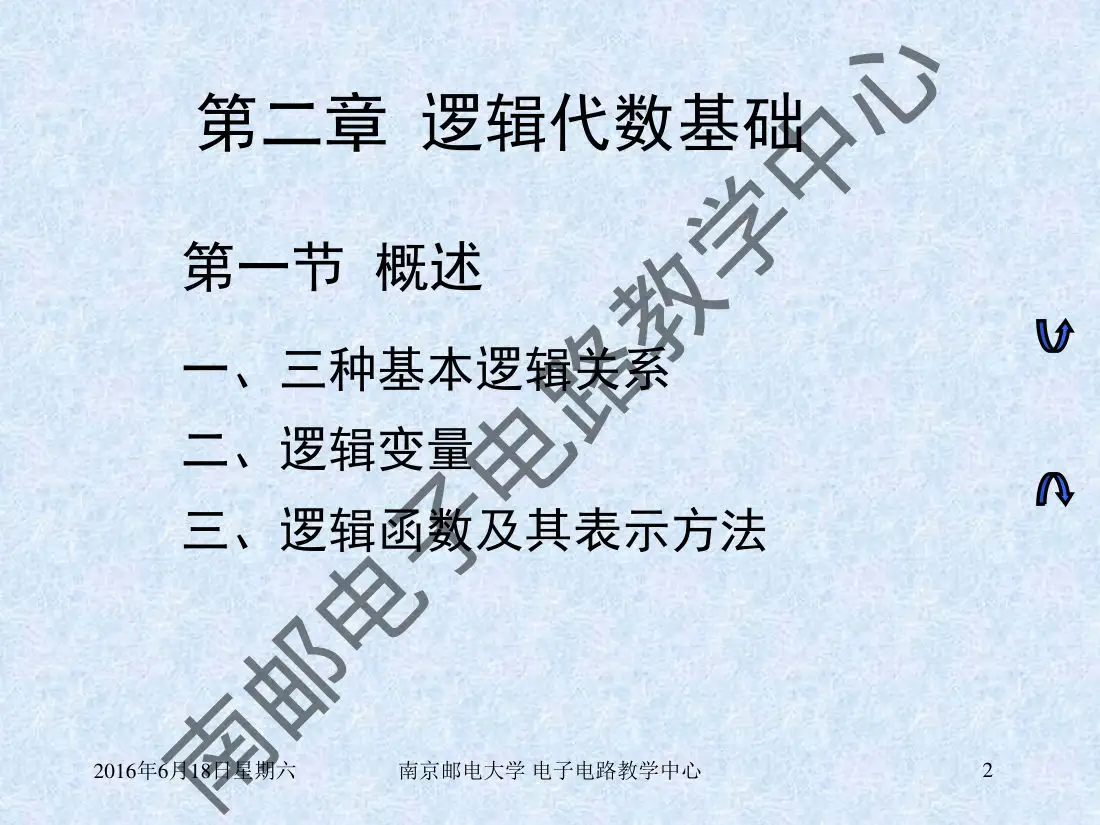 第二章 逻辑代数基础
第一节 概述
一、三种基本逻辑关系
二、逻辑变量
三、逻辑函数及其表示方法
南邮电子电路教学中心
2016年6月18日星期六 南京邮电大学 电子电路教学中心 2